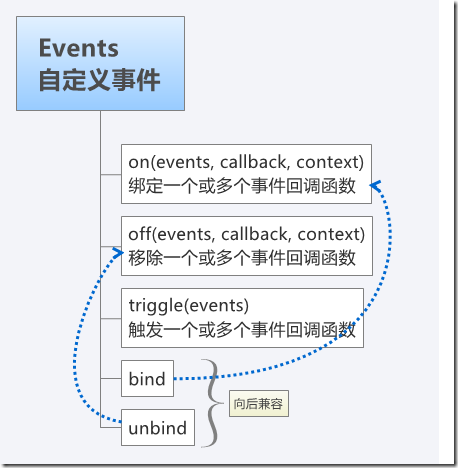 Events
自定义事件
on(events, callback, context)
绑定一个或多个事件回调函数
off(events, callback, context)
移除一个或多个事件回调函数
triggle(events)
触发一个或多个事件回调函数
bind
向后兼容
unbind